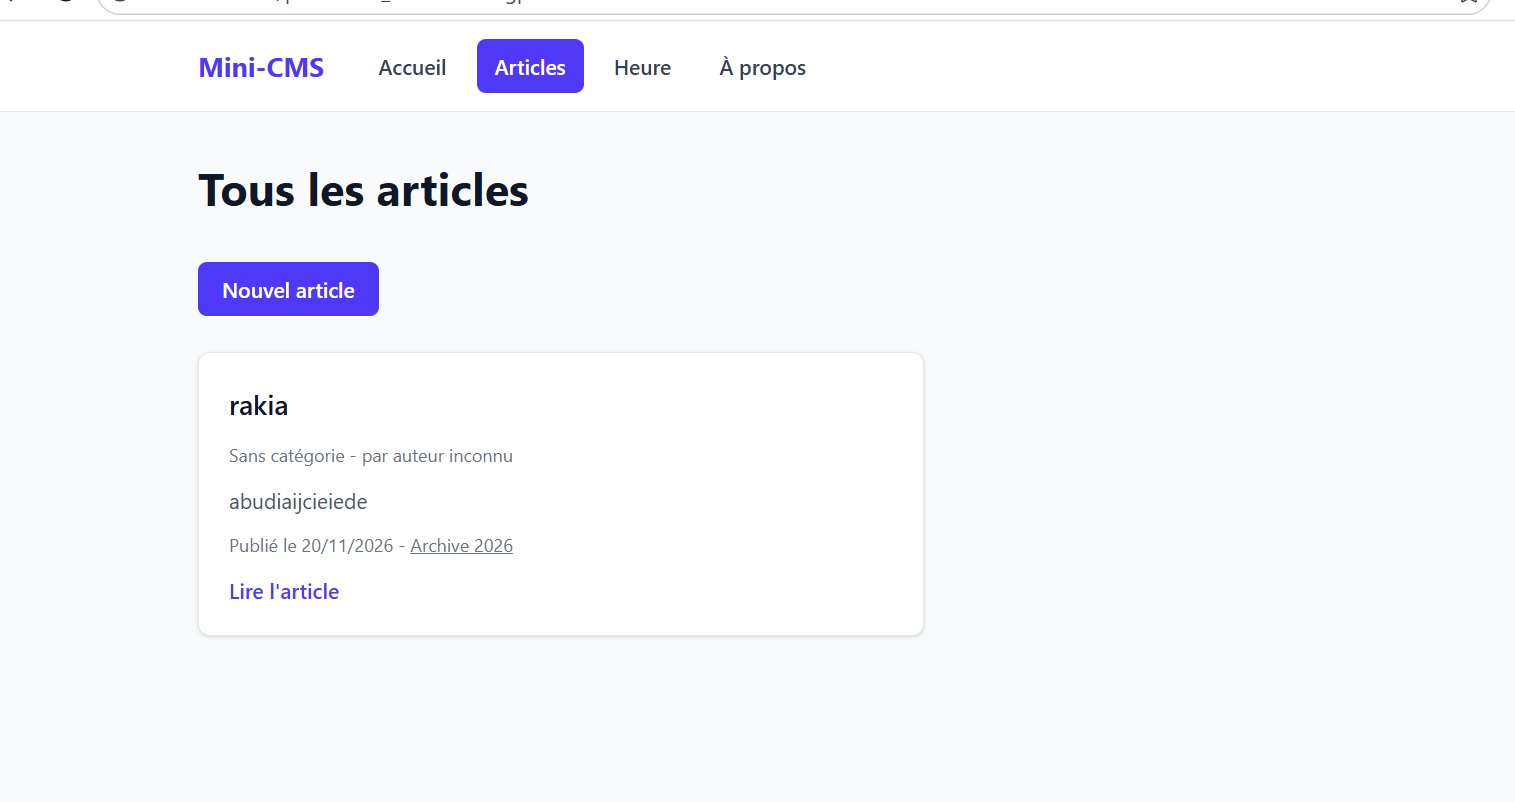 Mini-CMS Accueil Articles Heure À propos
Tous les articles
Nouvel article
rakia
Sans catégorie - par auteur inconnu
abudiaijcieiede
Publié le 20/11/2026 - Archive 2026
Lire l'article